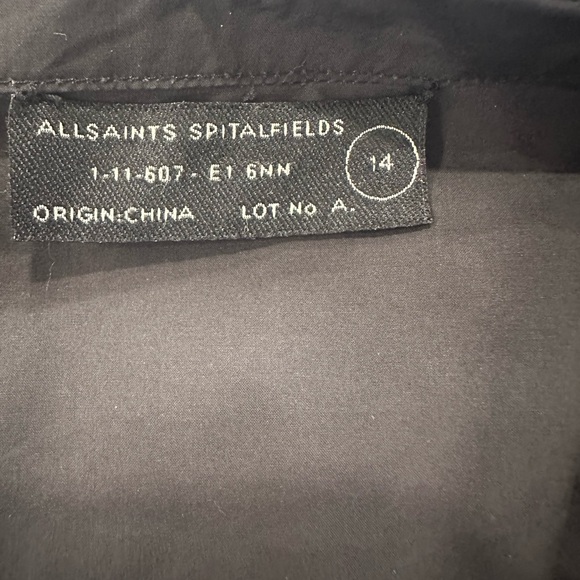 ALLSAINTS SPITALFIELDS
1-11-607 - E1 6NN
14
ORIGIN:CHINA LOT No A.